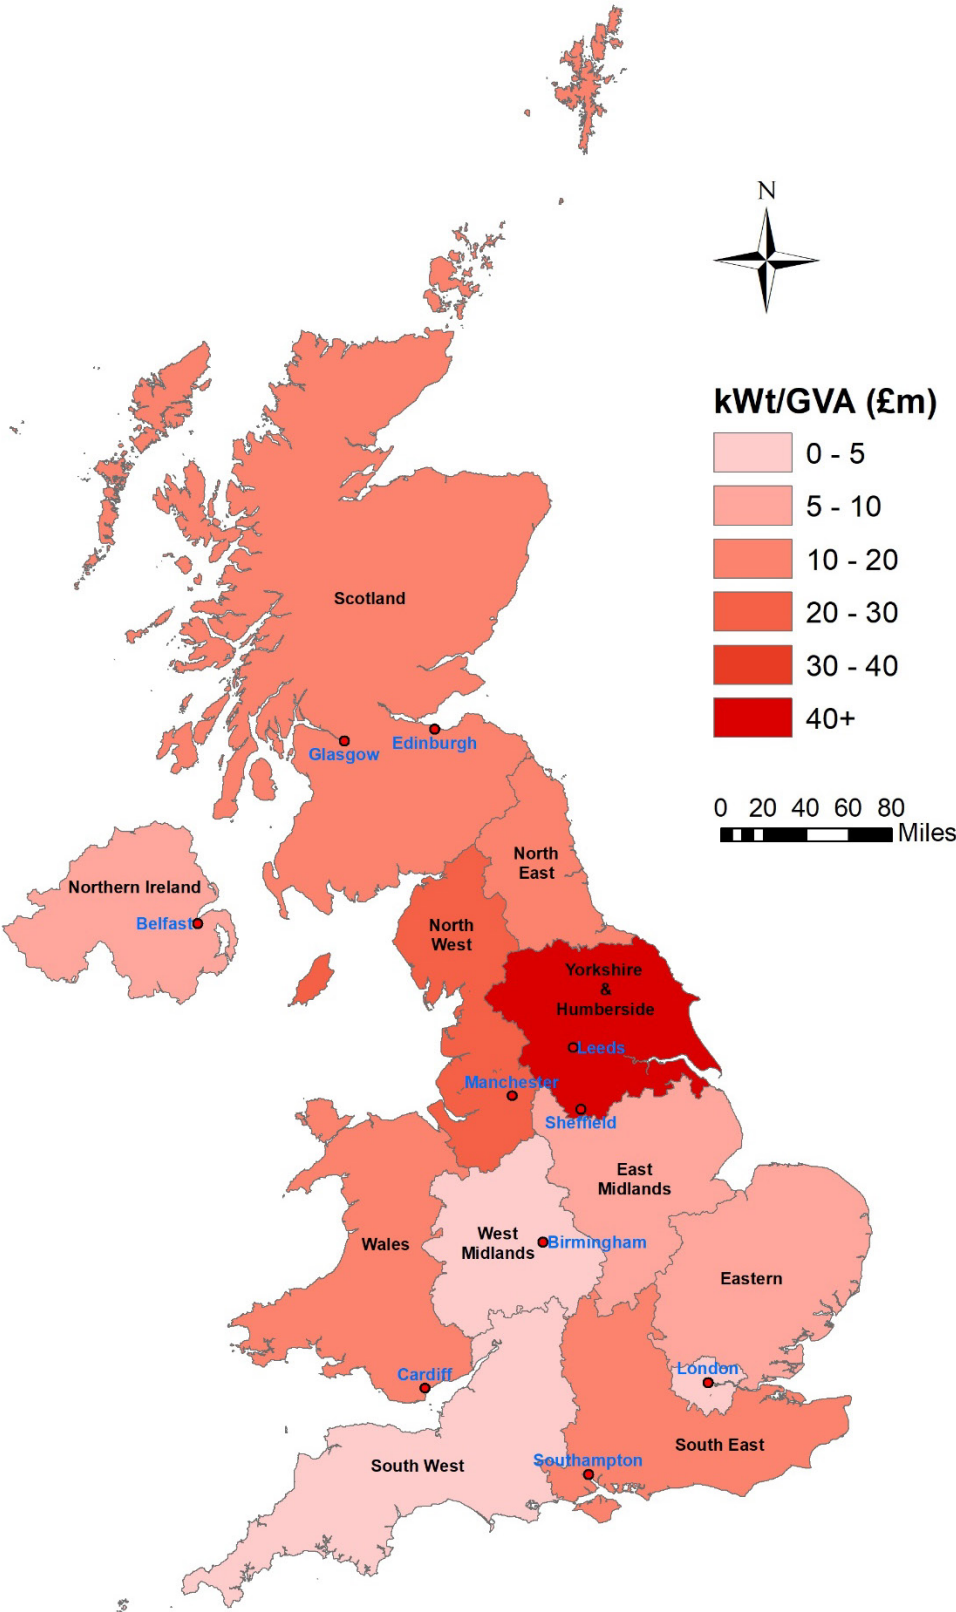 N
kWt/GVA (£m)
0 - 5
5 - 10
10 - 20
20 - 30
30 - 40
40+
0 20 40 60 80
Miles
Scotland
Edinburgh
Glasgow
North
East
Northern Ireland
Belfast
North
West
Yorkshire
&
Humberside
Leeds
Manchester
Sheffield
East
Midlands
West
Midlands
Birmingham
Wales
Eastern
London
Cardiff
South East
South West
Southampton